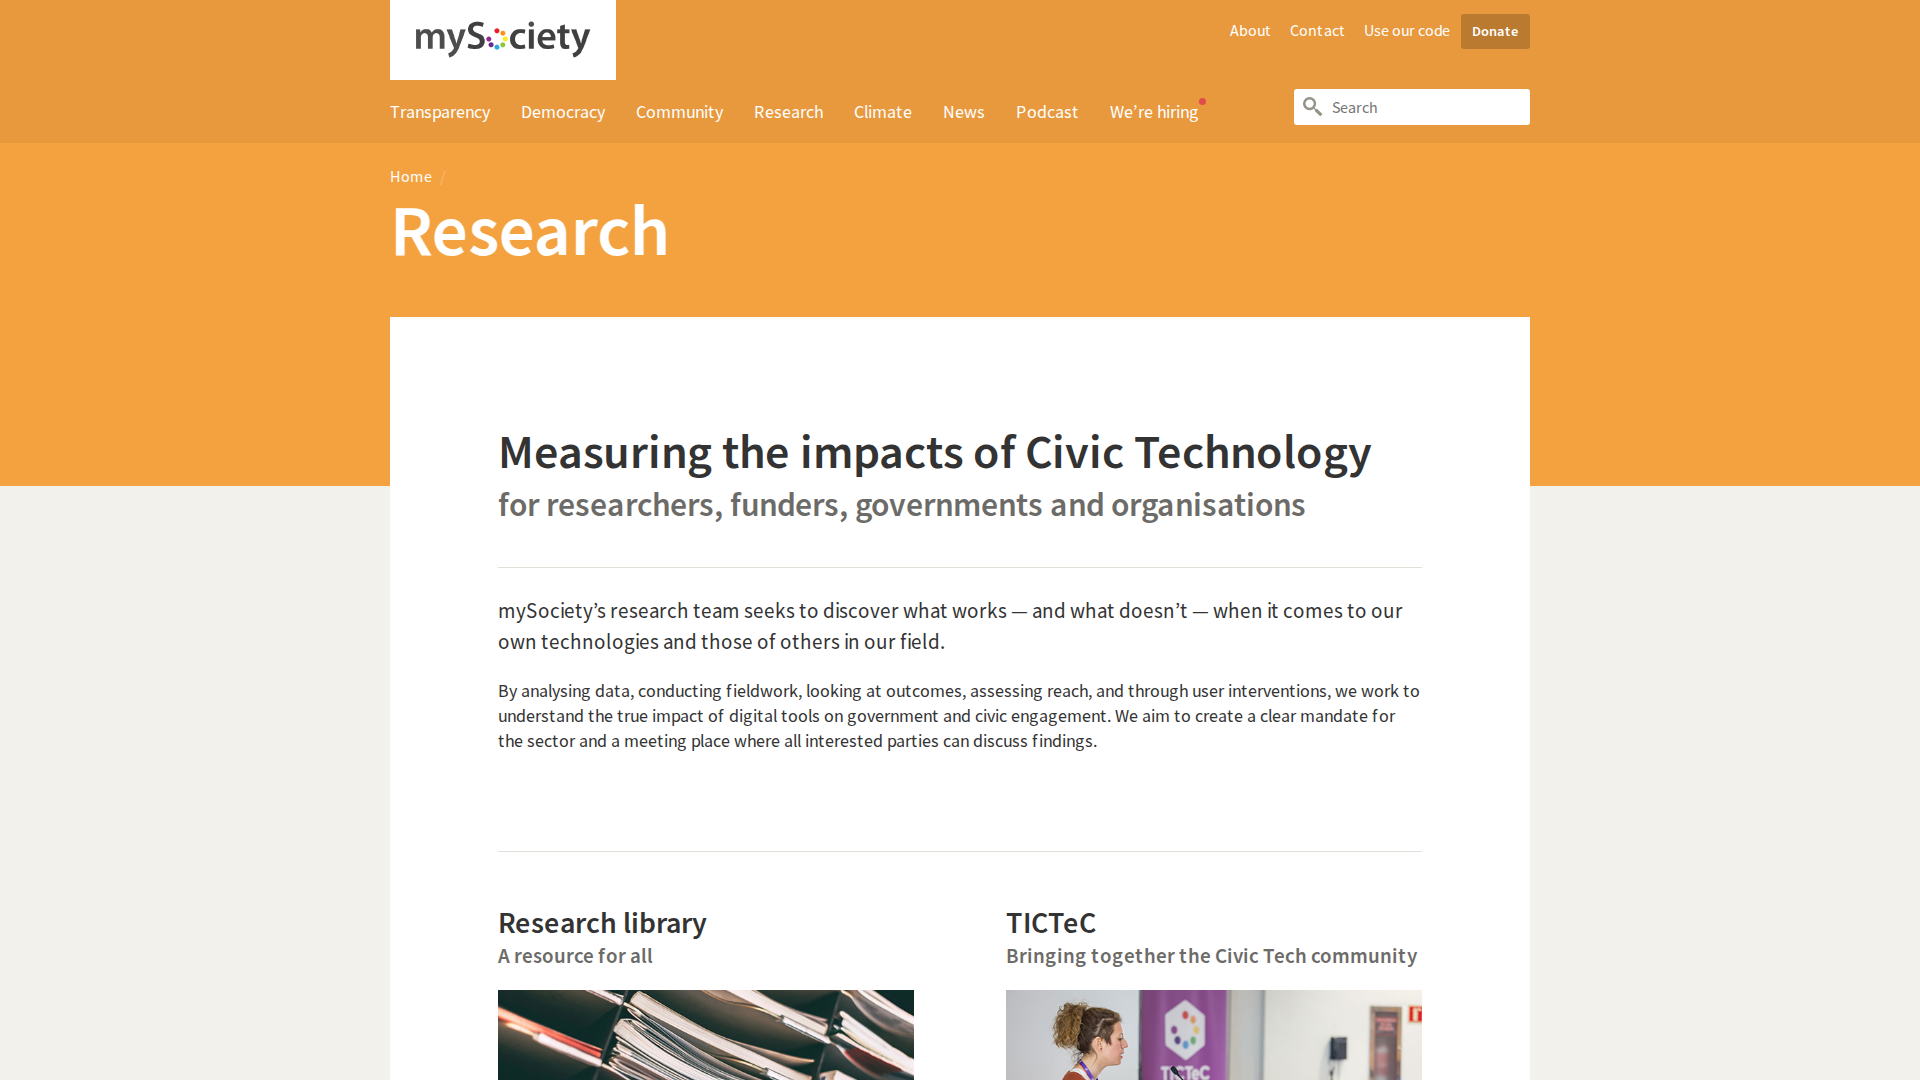 mySociety
About Contact Use our code Donate
Transparency Democracy Community Research Climate News Podcast We’re hiring Search
Home /
Research
Measuring the impacts of Civic Technology
for researchers, funders, governments and organisations
mySociety’s research team seeks to discover what works — and what doesn’t — when it comes to our
own technologies and those of others in our field.
By analysing data, conducting fieldwork, looking at outcomes, assessing reach, and through user interventions, we work to
understand the true impact of digital tools on government and civic engagement. We aim to create a clear mandate for
the sector and a meeting place where all interested parties can discuss findings.
Research library
A resource for all
TICTeC
Bringing together the Civic Tech community
TICTeC